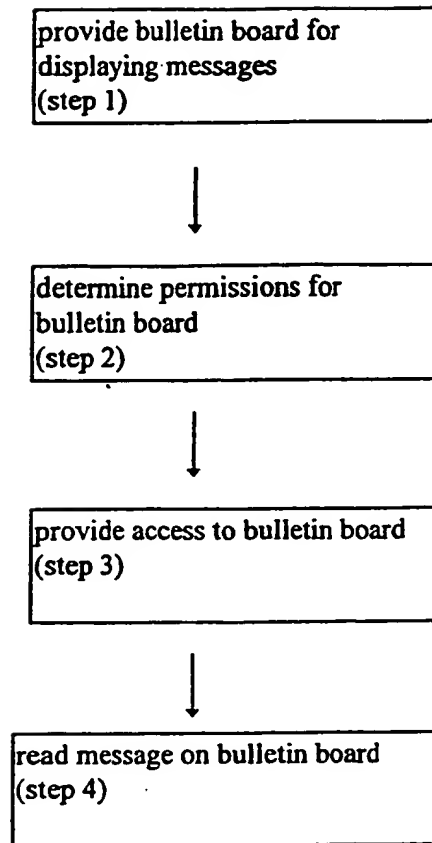 provide bulletin board for
displaying messages
(step 1)
determine permissions for
bulletin board
(step 2)
provide access to bulletin board
(step 3)
read message on bulletin board
(step 4)